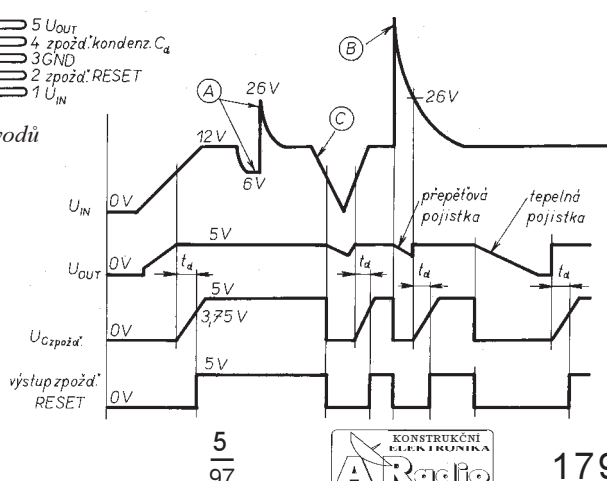 5 U_OUT
4 zpožď. kondenz. C_d
3 GND
2 zpožď. RESET
1 U_IN
vodů
B
A
26V
26V
C
12V
6V
přepěťová
pojistka
tepelná
pojistka
U_IN
0V
5V
U_OUT
0V
t_d
t_d
t_d
t_d
5V
3,75V
U_Czpožď.
0V
5V
výstup zpožď.
RESET
0V
5
97
KONSTRUKČNÍ
ELEKTRONIKA
A Radio
179